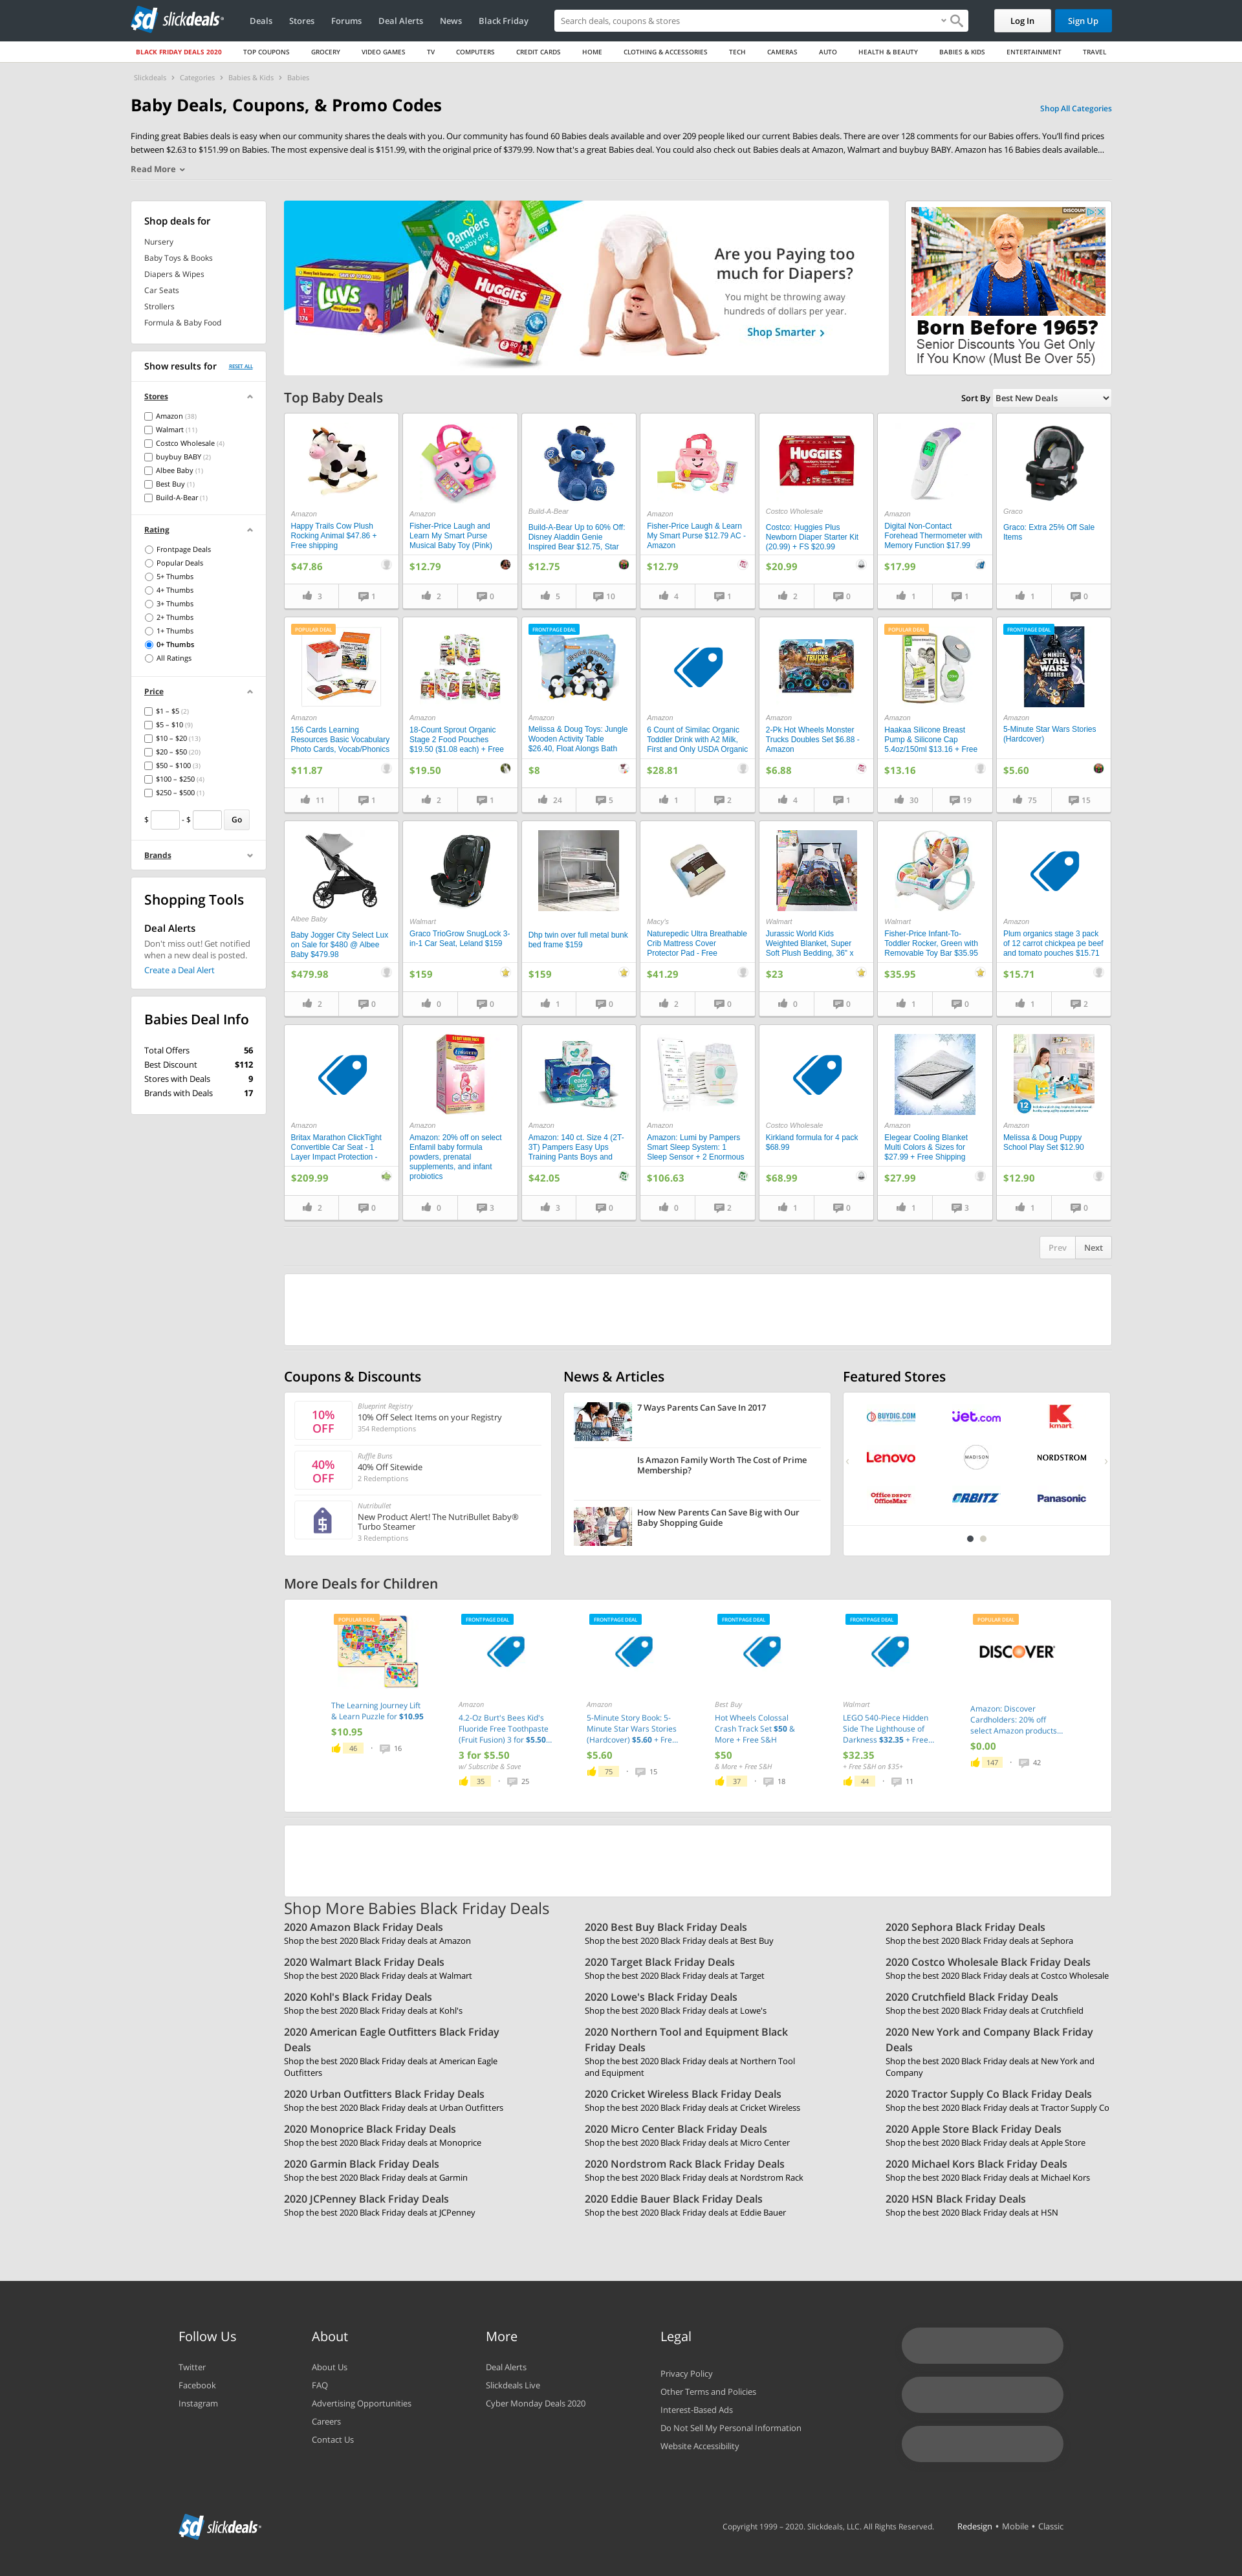 sd slickdeals
Deals Stores Forums Deal Alerts News Black Friday
Search deals, coupons & stores
Log In
Sign Up
BLACK FRIDAY DEALS 2020 TOP COUPONS GROCERY VIDEO GAMES TV COMPUTERS CREDIT CARDS HOME CLOTHING & ACCESSORIES TECH CAMERAS AUTO HEALTH & BEAUTY BABIES & KIDS ENTERTAINMENT TRAVEL
Slickdeals > Categories > Babies & Kids > Babies
Baby Deals, Coupons, & Promo Codes
Shop All Categories
Finding great Babies deals is easy when our community shares the deals with you. Our community has found 60 Babies deals available and over 209 people liked our current Babies deals. There are over 128 comments for our Babies offers. You'll find prices
between $2.63 to $151.99 on Babies. The most expensive deal is $151.99, with the original price of $379.99. Now that's a great Babies deal. You could also check out Babies deals at Amazon, Walmart and buybuy BABY. Amazon has 16 Babies deals available...
Read More
Shop deals for
Nursery
Baby Toys & Books
Diapers & Wipes
Car Seats
Strollers
Formula & Baby Food
Show results for RESET ALL
Stores
Amazon (38)
Walmart (11)
Costco Wholesale (4)
buybuy BABY (2)
Albee Baby (1)
Best Buy (1)
Build-A-Bear (1)
Rating
Frontpage Deals
Popular Deals
5+ Thumbs
4+ Thumbs
3+ Thumbs
2+ Thumbs
1+ Thumbs
0+ Thumbs
All Ratings
Price
$1 – $5 (2)
$5 – $10 (9)
$10 – $20 (13)
$20 – $50 (20)
$50 – $100 (3)
$100 – $250 (4)
$250 – $500 (1)
$ - $ Go
Brands
Shopping Tools
Deal Alerts
Don't miss out! Get notified
when a new deal is posted.
Create a Deal Alert
Babies Deal Info
Total Offers 56
Best Discount $112
Stores with Deals 9
Brands with Deals 17
Luvs
Pampers
baby dry
HUGGIES
Are you Paying too
much for Diapers?
You might be throwing away
hundreds of dollars per year.
Shop Smarter >
DISCOUNT
Born Before 1965?
Senior Discounts You Get Only
If You Know (Must Be Over 55)
Top Baby Deals
Sort By Best New Deals
Amazon
Happy Trails Cow Plush
Rocking Animal $47.86 +
Free shipping
$47.86
3 1
Amazon
Fisher-Price Laugh and
Learn My Smart Purse
Musical Baby Toy (Pink)
$12.79
2 0
Build-A-Bear
Build-A-Bear Up to 60% Off:
Disney Aladdin Genie
Inspired Bear $12.75, Star
$12.75
5 10
Amazon
Fisher-Price Laugh & Learn
My Smart Purse $12.79 AC -
Amazon
$12.79
4 1
HUGGIES
Costco Wholesale
Costco: Huggies Plus
Newborn Diaper Starter Kit
(20.99) + FS $20.99
$20.99
2 0
Amazon
Digital Non-Contact
Forehead Thermometer with
Memory Function $17.99
$17.99
1 1
Graco
Graco: Extra 25% Off Sale
Items
1 0
POPULAR DEAL
Amazon
156 Cards Learning
Resources Basic Vocabulary
Photo Cards, Vocab/Phonics
$11.87
11 1
Amazon
18-Count Sprout Organic
Stage 2 Food Pouches
$19.50 ($1.08 each) + Free
$19.50
2 1
FRONTPAGE DEAL
Amazon
Melissa & Doug Toys: Jungle
Wooden Activity Table
$26.40, Float Alongs Bath
$8
24 5
Amazon
6 Count of Similac Organic
Toddler Drink with A2 Milk,
First and Only USDA Organic
$28.81
1 2
Amazon
2-Pk Hot Wheels Monster
Trucks Doubles Set $6.88 -
Amazon
$6.88
4 1
POPULAR DEAL
Amazon
Haakaa Silicone Breast
Pump & Silicone Cap
5.4oz/150ml $13.16 + Free
$13.16
30 19
FRONTPAGE DEAL
5-MINUTE STAR WARS STORIES
Amazon
5-Minute Star Wars Stories
(Hardcover)
$5.60
75 15
Albee Baby
Baby Jogger City Select Lux
on Sale for $480 @ Albee
Baby $479.98
$479.98
2 0
Walmart
Graco TrioGrow SnugLock 3-
in-1 Car Seat, Leland $159
$159
0 0
Dhp twin over full metal bunk
bed frame $159
$159
1 0
Macy's
Naturepedic Ultra Breathable
Crib Mattress Cover
Protector Pad - Free
$41.29
2 0
Walmart
Jurassic World Kids
Weighted Blanket, Super
Soft Plush Bedding, 36" x
$23
0 0
Walmart
Fisher-Price Infant-To-
Toddler Rocker, Green with
Removable Toy Bar $35.95
$35.95
1 0
Amazon
Plum organics stage 3 pack
of 12 carrot chickpea pe beef
and tomato pouches $15.71
$15.71
1 2
Amazon
Britax Marathon ClickTight
Convertible Car Seat - 1
Layer Impact Protection -
$209.99
2 0
Amazon
Amazon: 20% off on select
Enfamil baby formula
powders, prenatal
supplements, and infant
probiotics
0 3
Amazon
Amazon: 140 ct. Size 4 (2T-
3T) Pampers Easy Ups
Training Pants Boys and
$42.05
3 0
Amazon
Amazon: Lumi by Pampers
Smart Sleep System: 1
Sleep Sensor + 2 Enormous
$106.63
0 2
Costco Wholesale
Kirkland formula for 4 pack
$68.99
$68.99
1 0
Amazon
Elegear Cooling Blanket
Multi Colors & Sizes for
$27.99 + Free Shipping
$27.99
1 3
12
Amazon
Melissa & Doug Puppy
School Play Set $12.90
$12.90
1 0
Prev Next
Coupons & Discounts
10% OFF
Blueprint Registry
10% Off Select Items on your Registry
354 Redemptions
40% OFF
Ruffle Buns
40% Off Sitewide
2 Redemptions
Nutribullet
New Product Alert! The NutriBullet Baby®
Turbo Steamer
3 Redemptions
News & Articles
7 Ways Parents Can Save In 2017
Is Amazon Family Worth The Cost of Prime
Membership?
How New Parents Can Save Big with Our
Baby Shopping Guide
Featured Stores
BUYDIG.COM Jet.com Kmart
Lenovo MADISON NORDSTROM
Office DEPOT OfficeMax ORBITZ Panasonic
More Deals for Children
POPULAR DEAL
The Learning Journey Lift
& Learn Puzzle for $10.95
$10.95
46 · 16
FRONTPAGE DEAL
Amazon
4.2-Oz Burt's Bees Kid's
Fluoride Free Toothpaste
(Fruit Fusion) 3 for $5.50...
3 for $5.50
w/ Subscribe & Save
35 · 25
FRONTPAGE DEAL
Amazon
5-Minute Story Book: 5-
Minute Star Wars Stories
(Hardcover) $5.60 + Fre...
$5.60
75 · 15
FRONTPAGE DEAL
Best Buy
Hot Wheels Colossal
Crash Track Set $50 &
More + Free S&H
$50
& More + Free S&H
37 · 18
FRONTPAGE DEAL
Walmart
LEGO 540-Piece Hidden
Side The Lighthouse of
Darkness $32.35 + Free...
$32.35
+ Free S&H on $35+
44 · 11
POPULAR DEAL
DISCOVER
Amazon: Discover
Cardholders: 20% off
select Amazon products...
$0.00
147 · 42
Shop More Babies Black Friday Deals
2020 Amazon Black Friday Deals
Shop the best 2020 Black Friday deals at Amazon
2020 Best Buy Black Friday Deals
Shop the best 2020 Black Friday deals at Best Buy
2020 Sephora Black Friday Deals
Shop the best 2020 Black Friday deals at Sephora
2020 Walmart Black Friday Deals
Shop the best 2020 Black Friday deals at Walmart
2020 Target Black Friday Deals
Shop the best 2020 Black Friday deals at Target
2020 Costco Wholesale Black Friday Deals
Shop the best 2020 Black Friday deals at Costco Wholesale
2020 Kohl's Black Friday Deals
Shop the best 2020 Black Friday deals at Kohl's
2020 Lowe's Black Friday Deals
Shop the best 2020 Black Friday deals at Lowe's
2020 Crutchfield Black Friday Deals
Shop the best 2020 Black Friday deals at Crutchfield
2020 American Eagle Outfitters Black Friday
Deals
Shop the best 2020 Black Friday deals at American Eagle
Outfitters
2020 Northern Tool and Equipment Black
Friday Deals
Shop the best 2020 Black Friday deals at Northern Tool
and Equipment
2020 New York and Company Black Friday
Deals
Shop the best 2020 Black Friday deals at New York and
Company
2020 Urban Outfitters Black Friday Deals
Shop the best 2020 Black Friday deals at Urban Outfitters
2020 Cricket Wireless Black Friday Deals
Shop the best 2020 Black Friday deals at Cricket Wireless
2020 Tractor Supply Co Black Friday Deals
Shop the best 2020 Black Friday deals at Tractor Supply Co
2020 Monoprice Black Friday Deals
Shop the best 2020 Black Friday deals at Monoprice
2020 Micro Center Black Friday Deals
Shop the best 2020 Black Friday deals at Micro Center
2020 Apple Store Black Friday Deals
Shop the best 2020 Black Friday deals at Apple Store
2020 Garmin Black Friday Deals
Shop the best 2020 Black Friday deals at Garmin
2020 Nordstrom Rack Black Friday Deals
Shop the best 2020 Black Friday deals at Nordstrom Rack
2020 Michael Kors Black Friday Deals
Shop the best 2020 Black Friday deals at Michael Kors
2020 JCPenney Black Friday Deals
Shop the best 2020 Black Friday deals at JCPenney
2020 Eddie Bauer Black Friday Deals
Shop the best 2020 Black Friday deals at Eddie Bauer
2020 HSN Black Friday Deals
Shop the best 2020 Black Friday deals at HSN
Follow Us
Twitter
Facebook
Instagram
About
About Us
FAQ
Advertising Opportunities
Careers
Contact Us
More
Deal Alerts
Slickdeals Live
Cyber Monday Deals 2020
Legal
Privacy Policy
Other Terms and Policies
Interest-Based Ads
Do Not Sell My Personal Information
Website Accessibility
sd slickdeals
Copyright 1999 – 2020. Slickdeals, LLC. All Rights Reserved.
Redesign • Mobile • Classic